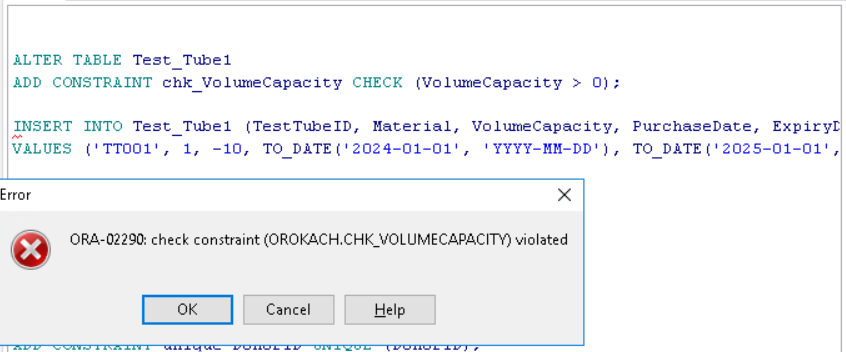 ALTER TABLE Test_Tube1
ADD CONSTRAINT chk_VolumeCapacity CHECK (VolumeCapacity > 0);
INSERT INTO Test_Tube1 (TestTubeID, Material, VolumeCapacity, PurchaseDate, ExpiryD
VALUES ('TT001', 1, -10, TO_DATE('2024-01-01', 'YYYY-MM-DD'), TO_DATE('2025-01-01',
Error
ORA-02290: check constraint (OROKACH.CHK_VOLUMECAPACITY) violated
OK
Cancel
Help
ADD CONSTRAINT unique_DonorID UNIQUE (DonorID);